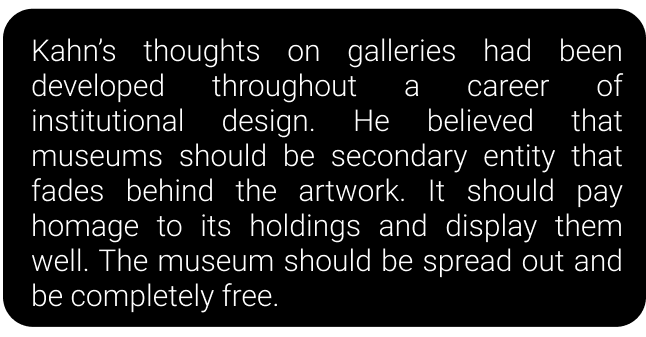 Kahn's thoughts on galleries had been
developed throughout a career of
institutional design. He believed that
museums should be secondary entity that
fades behind the artwork. It should pay
homage to its holdings and display them
well. The museum should be spread out and
be completely free.